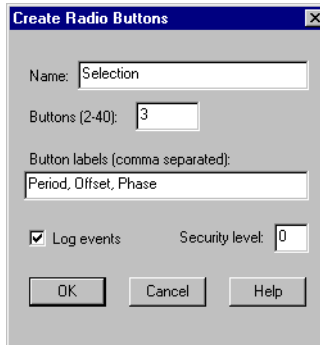 Create Radio Buttons
Name: Selection
Buttons (2-40): 3
Button labels (comma separated):
Period, Offset, Phase
Log events Security level: 0
OK Cancel Help